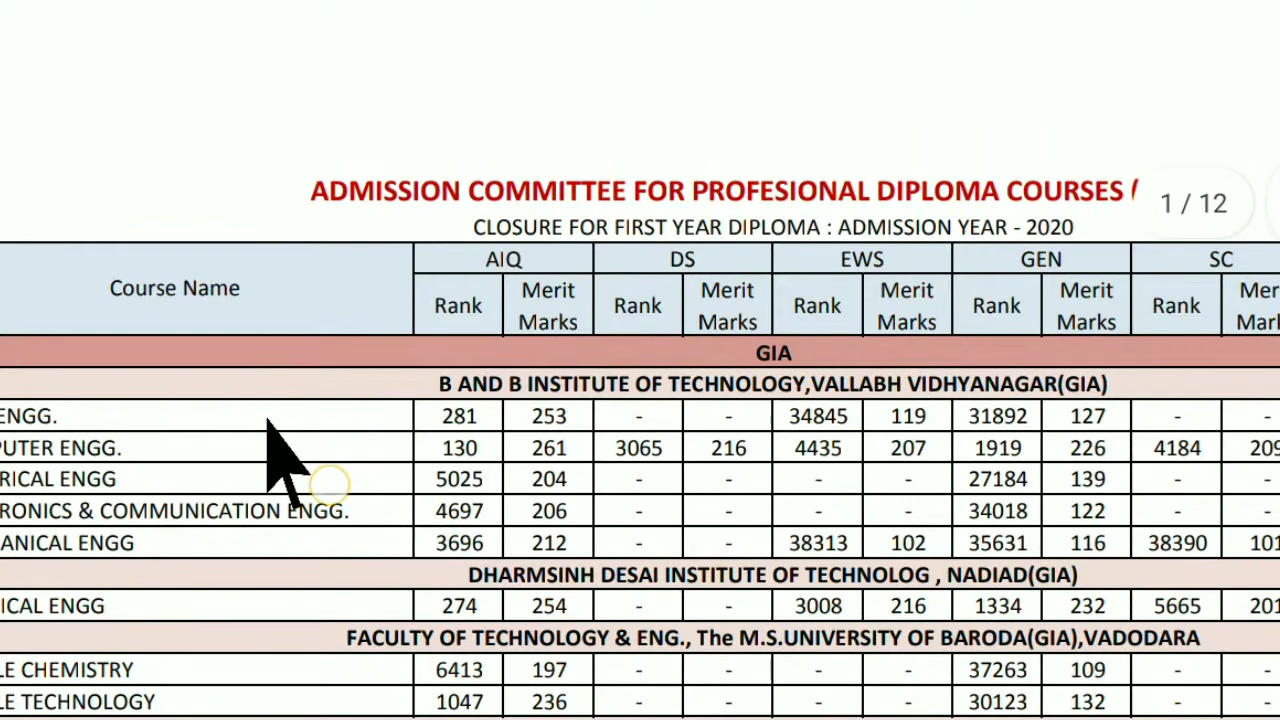 ADMISSION COMMITTEE FOR PROFESIONAL DIPLOMA COURSES (
1 / 12
CLOSURE FOR FIRST YEAR DIPLOMA : ADMISSION YEAR - 2020
Course Name AIQ DS EWS GEN SC
Rank Merit Marks Rank Merit Marks Rank Merit Marks Rank Merit Marks Rank Mer Mark
GIA
B AND B INSTITUTE OF TECHNOLOGY,VALLABH VIDHYANAGAR(GIA)
ENGG. 281 253 - - 34845 119 31892 127 - -
PUTER ENGG. 130 261 3065 216 4435 207 1919 226 4184 209
RICAL ENGG 5025 204 - - - - 27184 139 - -
RONICS & COMMUNICATION ENGG. 4697 206 - - - - 34018 122 - -
ANICAL ENGG 3696 212 - - 38313 102 35631 116 38390 101
DHARMSINH DESAI INSTITUTE OF TECHNOLOG , NADIAD(GIA)
ICAL ENGG 274 254 - - 3008 216 1334 232 5665 201
FACULTY OF TECHNOLOGY & ENG., The M.S.UNIVERSITY OF BARODA(GIA),VADODARA
LE CHEMISTRY 6413 197 - - - - 37263 109 - -
LE TECHNOLOGY 1047 236 - - - - 30123 132 - -